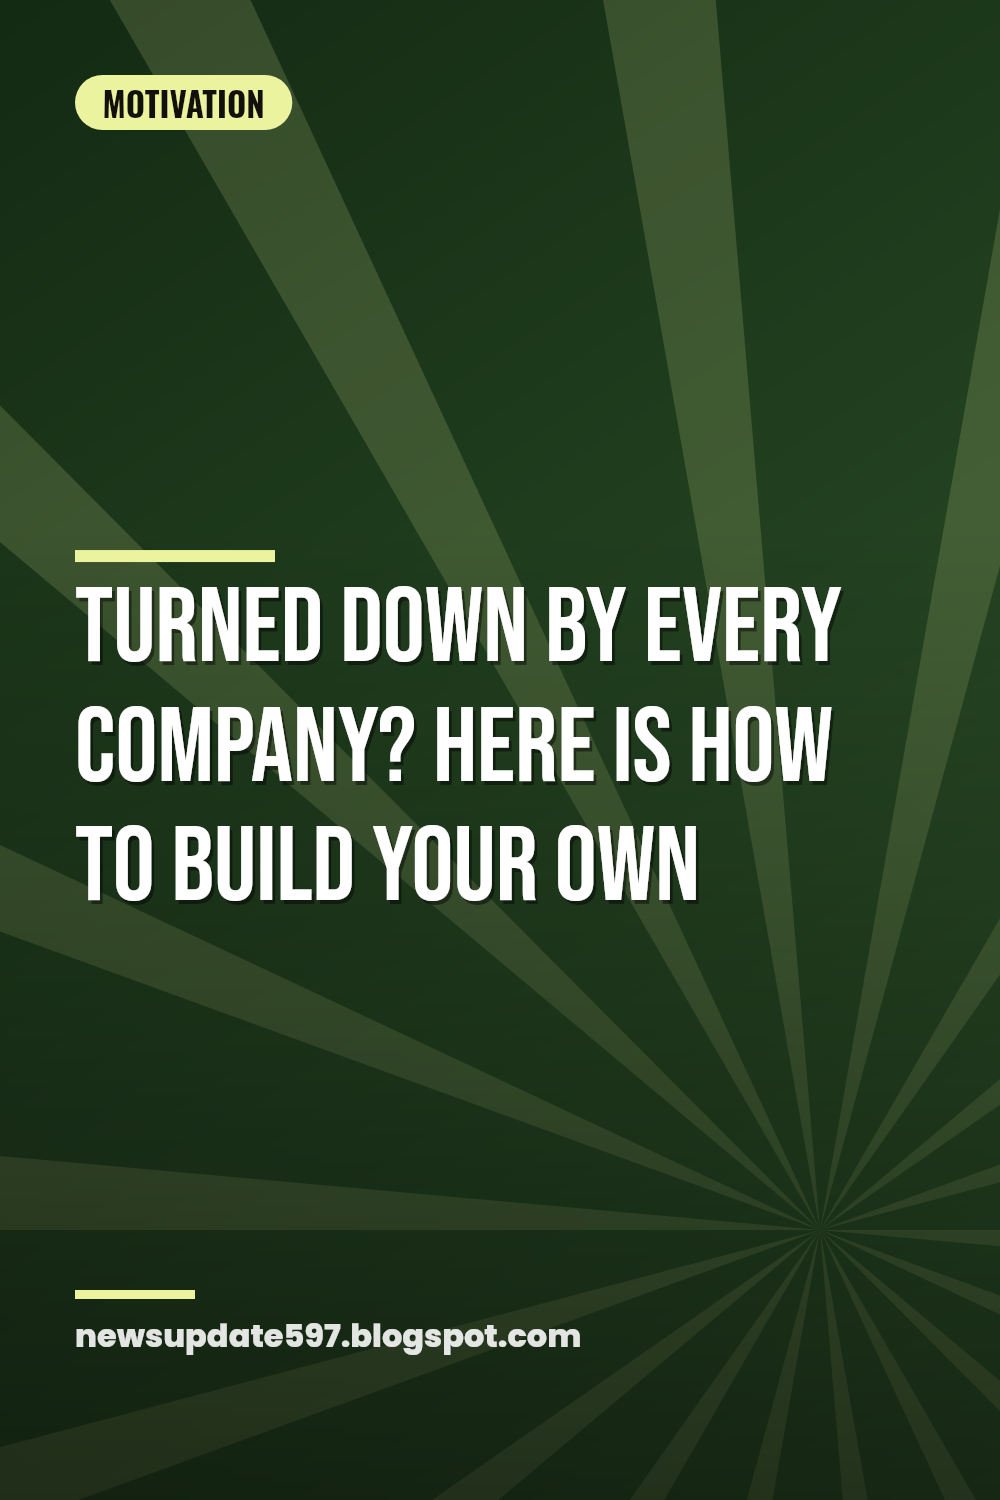 MOTIVATION
TURNED DOWN BY EVERY
COMPANY? HERE IS HOW
TO BUILD YOUR OWN
newsupdate597.blogspot.com